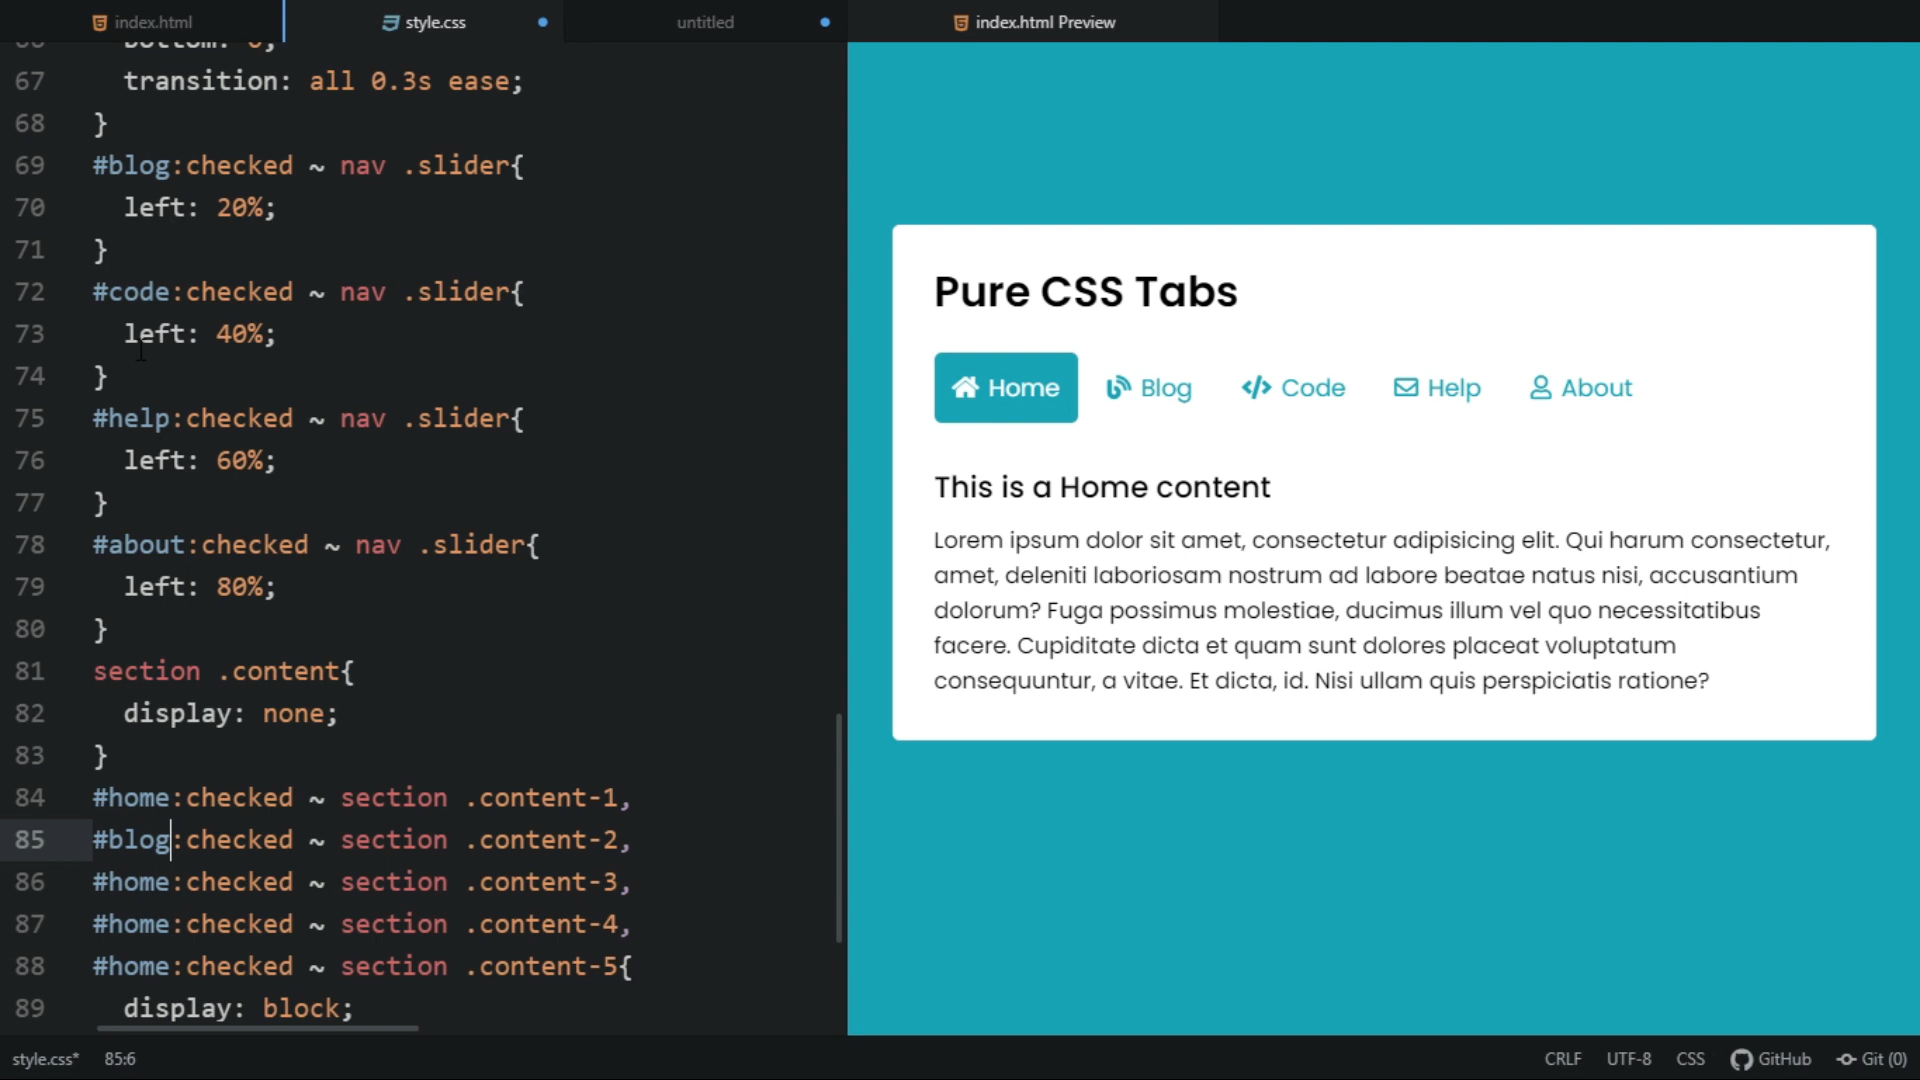 index.html
style.css
untitled
index.html Preview
66 bottom: 0;
67 transition: all 0.3s ease;
68 }
69 #blog:checked ~ nav .slider{
70 left: 20%;
71 }
72 #code:checked ~ nav .slider{
73 left: 40%;
74 }
75 #help:checked ~ nav .slider{
76 left: 60%;
77 }
78 #about:checked ~ nav .slider{
79 left: 80%;
80 }
81 section .content{
82 display: none;
83 }
84 #home:checked ~ section .content-1,
85 #blog:checked ~ section .content-2,
86 #home:checked ~ section .content-3,
87 #home:checked ~ section .content-4,
88 #home:checked ~ section .content-5{
89 display: block;
Pure CSS Tabs
Home Blog Code Help About
This is a Home content
Lorem ipsum dolor sit amet, consectetur adipisicing elit. Qui harum consectetur,
amet, deleniti laboriosam nostrum ad labore beatae natus nisi, accusantium
dolorum? Fuga possimus molestiae, ducimus illum vel quo necessitatibus
facere. Cupiditate dicta et quam sunt dolores placeat voluptatum
consequuntur, a vitae. Et dicta, id. Nisi ullam quis perspiciatis ratione?
style.css* 85:6
CRLF UTF-8 CSS GitHub Git (0)